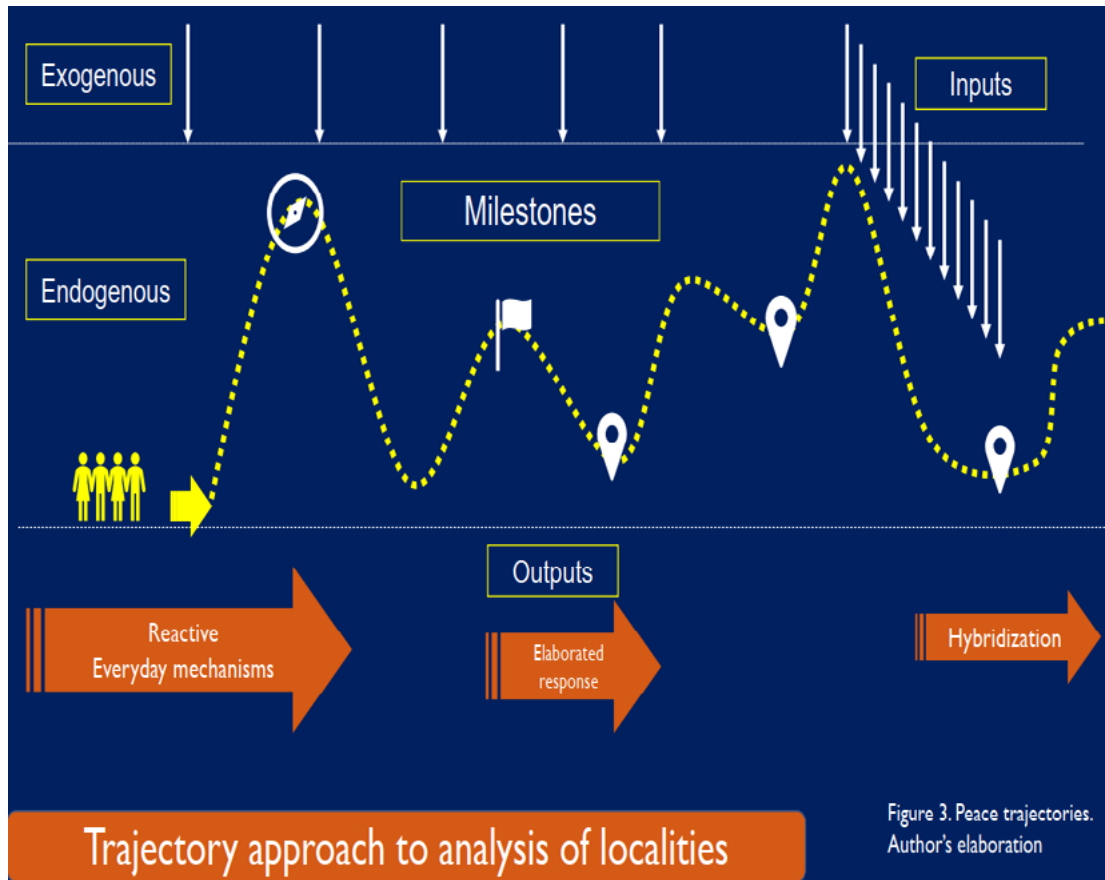 Exogenous
Inputs
Milestones
Endogenous
Outputs
Reactive
Everyday mechanisms
Elaborated
response
Hybridization
Trajectory approach to analysis of localities
Figure 3. Peace trajectories.
Author's elaboration